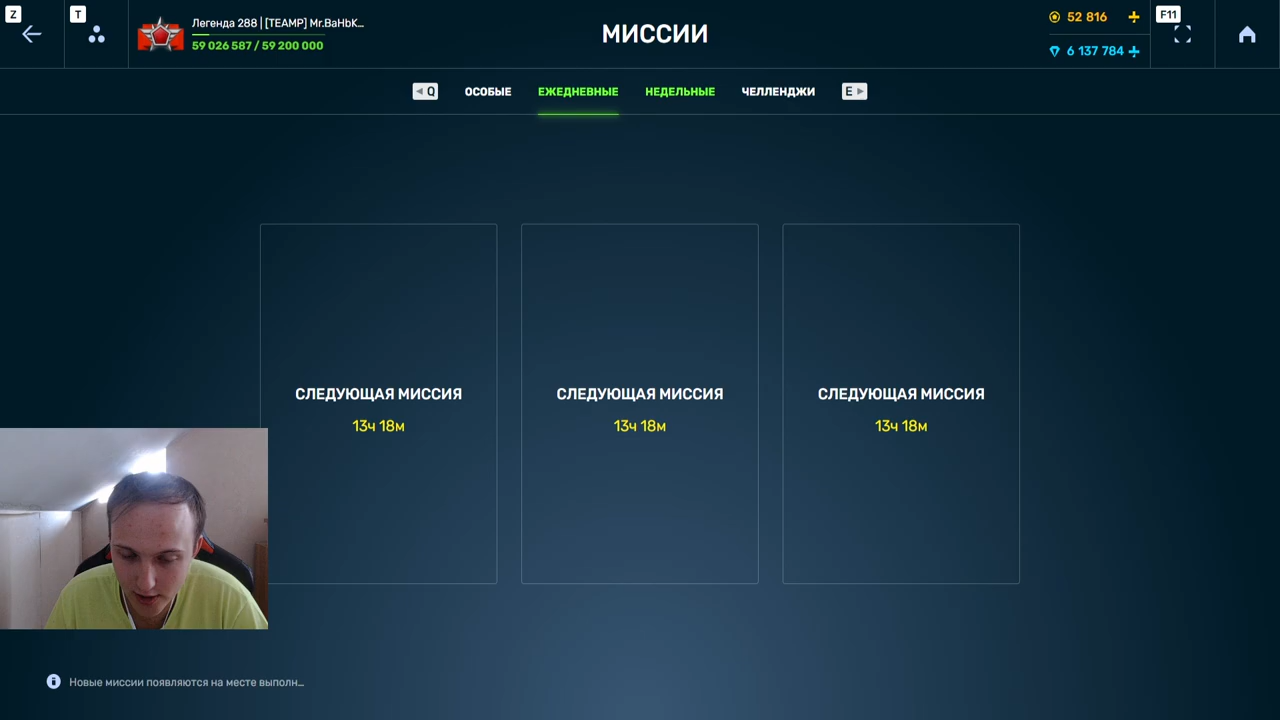 Z
T
Легенда 288 | [TEAMP] Mr.BaHbK...
59 026 587 / 59 200 000
МИССИИ
52 816
6 137 784
F11
Q
ОСОБЫЕ
ЕЖЕДНЕВНЫЕ
НЕДЕЛЬНЫЕ
ЧЕЛЛЕНДЖИ
E
СЛЕДУЮЩАЯ МИССИЯ
13ч 18м
СЛЕДУЮЩАЯ МИССИЯ
13ч 18м
СЛЕДУЮЩАЯ МИССИЯ
13ч 18м
Новые миссии появляются на месте выполн...